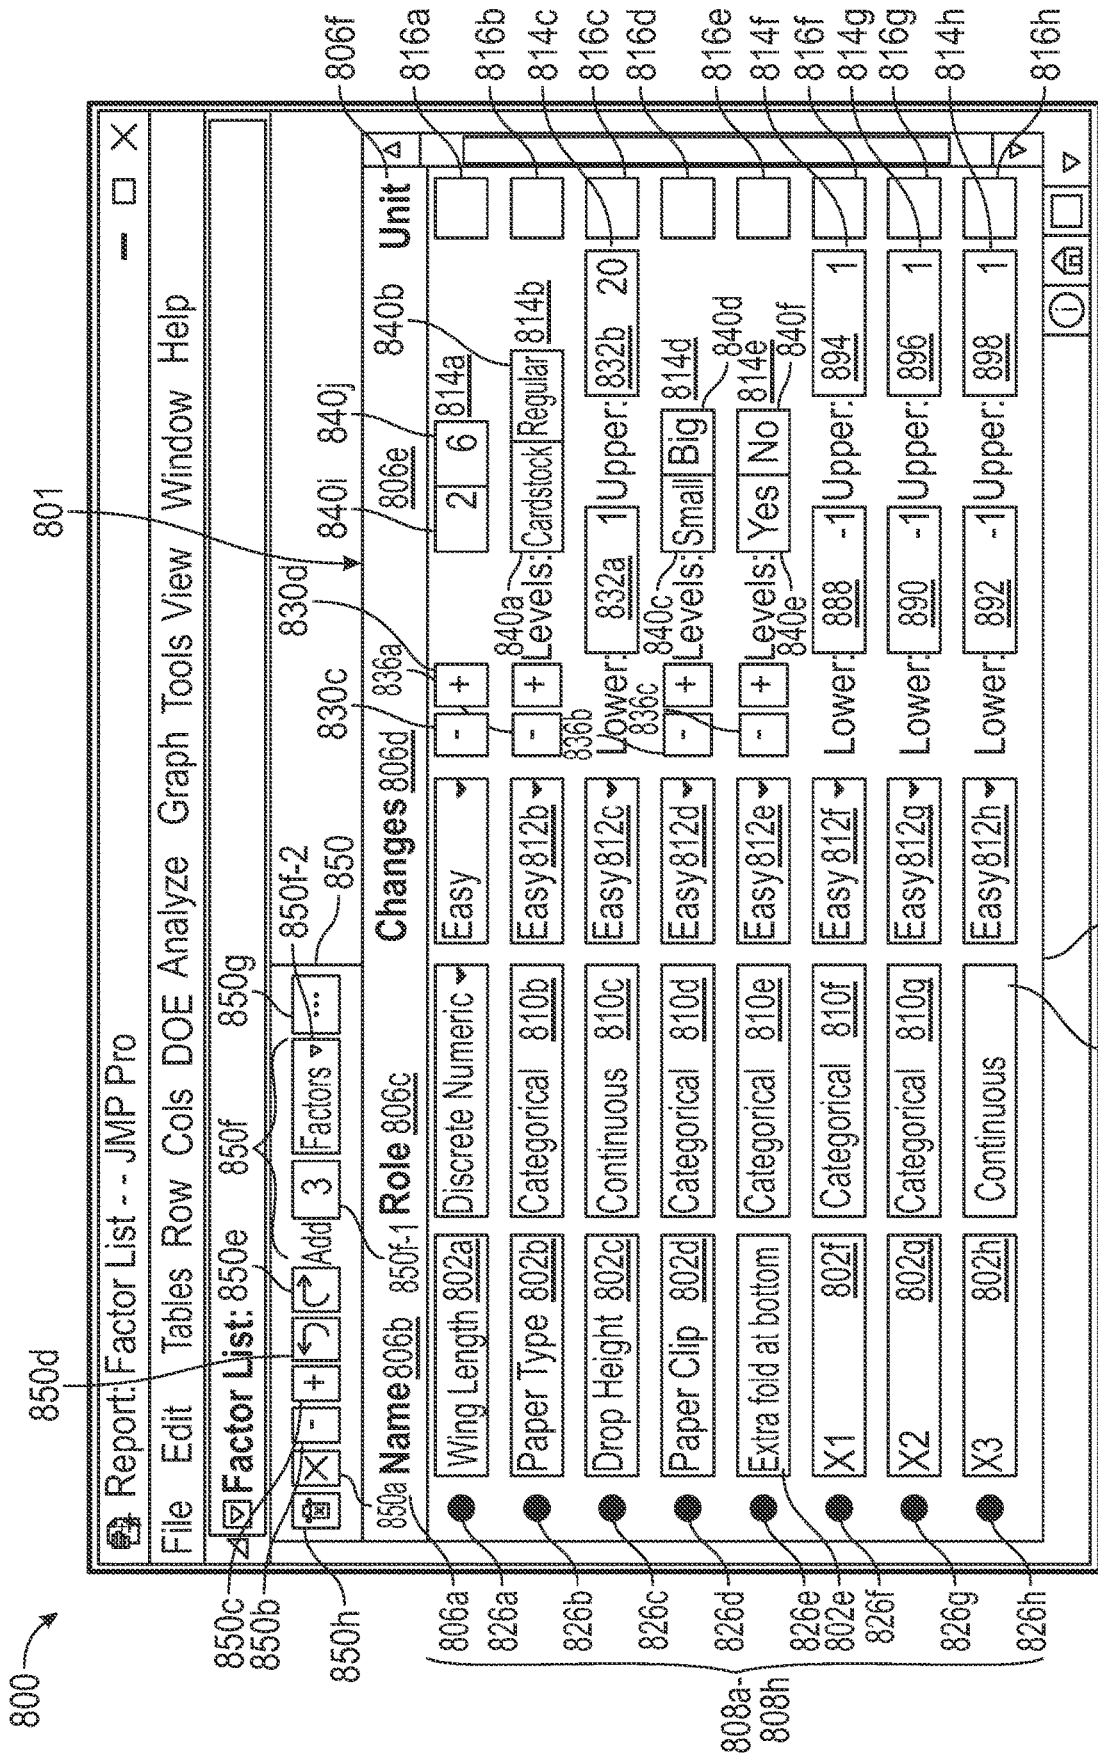 800
801
Report:Factor List - - JMP Pro
File Edit Tables Row Cols DOE Analyze Graph Tools View Window Help
850d
Factor List: 850e 850f 850g
850c
850b
850h
Add 3 Factors ...
850f-2
850
- +
850a Name 806b 850f-1 Role 806c Changes 806d 806e Unit
830c 830d 840i 840j 840b 806f
806a
836a
Wing Length 802a Discrete Numeric Easy - + 2 6 814a
816a
826a
Paper Type 802b Categorical 810b Easy 812b - + Levels: Cardstock Regular 814b
840a
816b
826b
836b
814c
Drop Height 802c Continuous 810c Easy 812c Lower: 832a 1 Upper: 832b 20
816c
826c
836c
840c
Paper Clip 802d Categorical 810d Easy 812d - + Levels: Small Big 814d
840d
816d
826d
Extra fold at bottom Categorical 810e Easy 812e - + Levels: Yes No 814e
840e
840f
816e
826e
802e
814f
X1 802f Categorical 810f Easy 812f Lower: 888 -1 Upper: 894 1
816f
826f
814g
X2 802g Categorical 810g Easy 812g Lower: 890 -1 Upper: 896 1
816g
826g
814h
X3 802h Continuous Easy 812h Lower: 892 -1 Upper: 898 1
816h
826h
808a-
808h